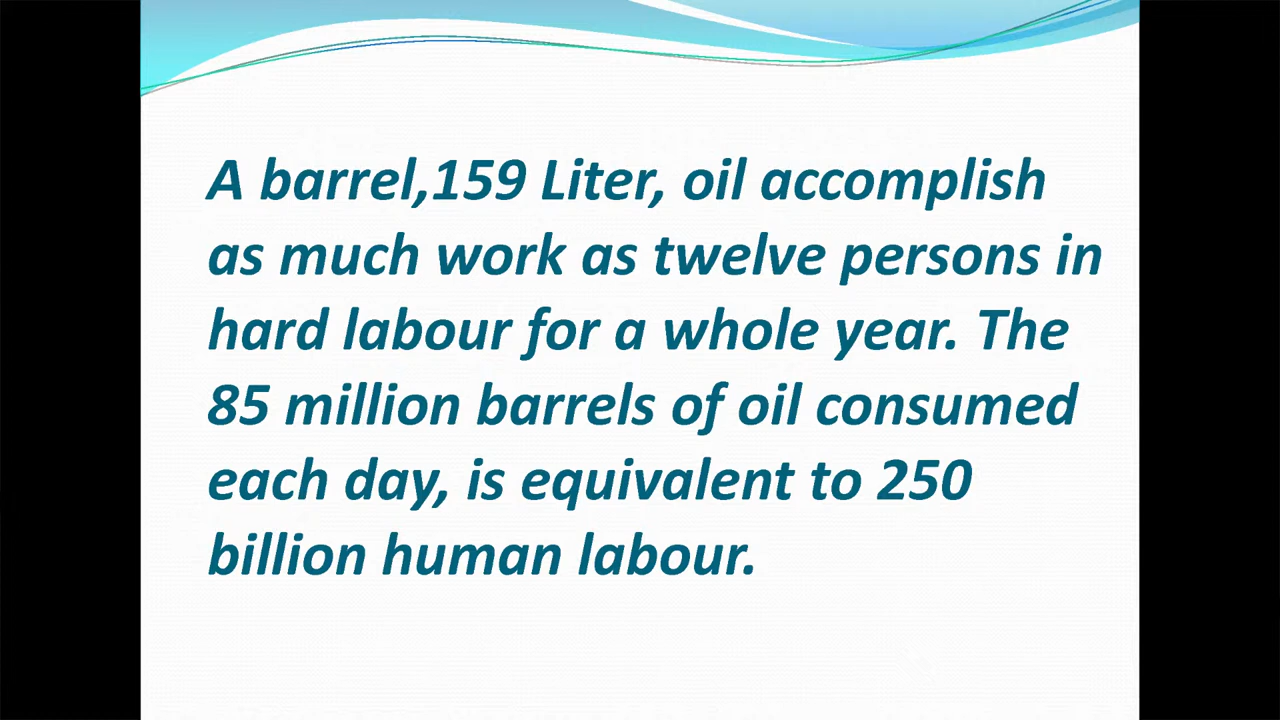 A barrel,159 Liter, oil accomplish
as much work as twelve persons in
hard labour for a whole year. The
85 million barrels of oil consumed
each day, is equivalent to 250
billion human labour.